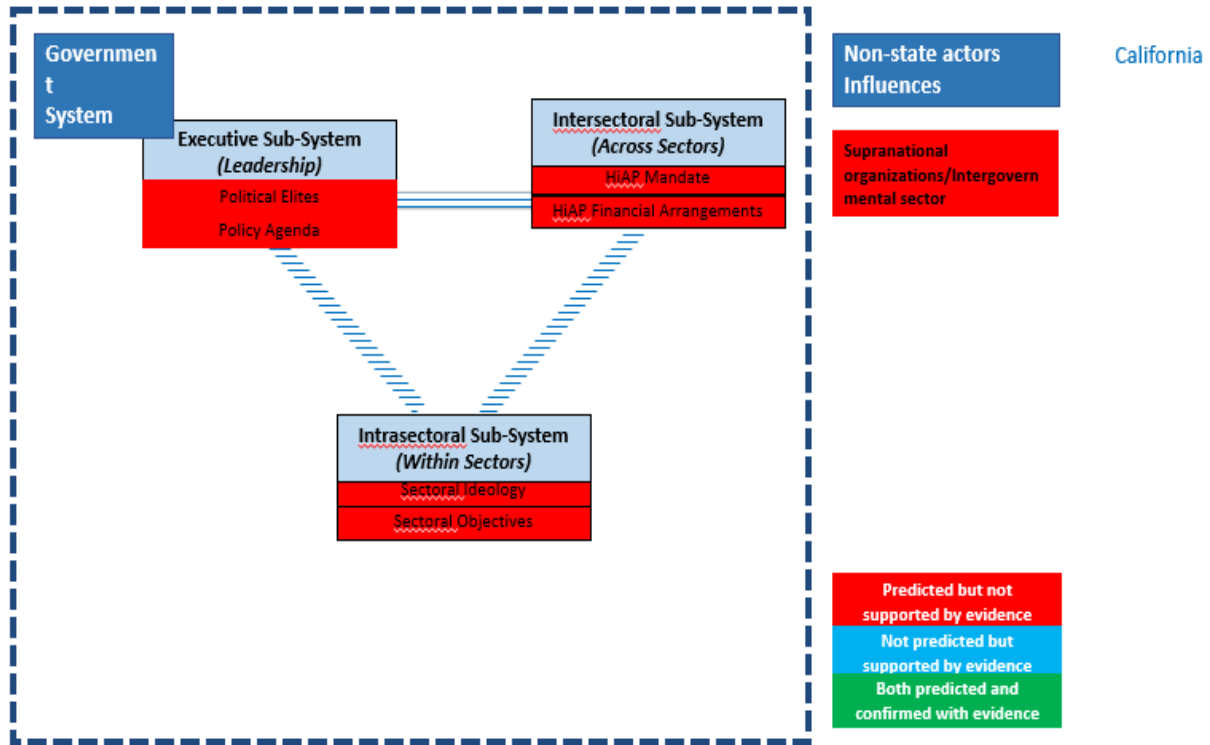 Governmen
t
System
Executive Sub-System
(Leadership)
Political Elites
Policy Agenda
Intersectoral Sub-System
(Across Sectors)
HiAP Mandate
HiAP Financial Arrangements
Intrasectoral Sub-System
(Within Sectors)
Sectoral Ideology
Sectoral Objectives
Non-state actors
Influences
California
Supranational
organizations/Intergovern
mental sector
Predicted but not
supported by evidence
Not predicted but
supported by evidence
Both predicted and
confirmed with evidence